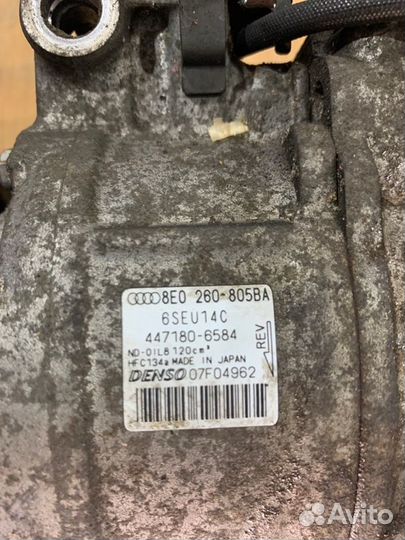 8E0 260-805BA
6SEU14C
447180-6584
ND-OIL8 120cm³
HFC134a MADE IN JAPAN
DENSO 07F04962
REV
Avito